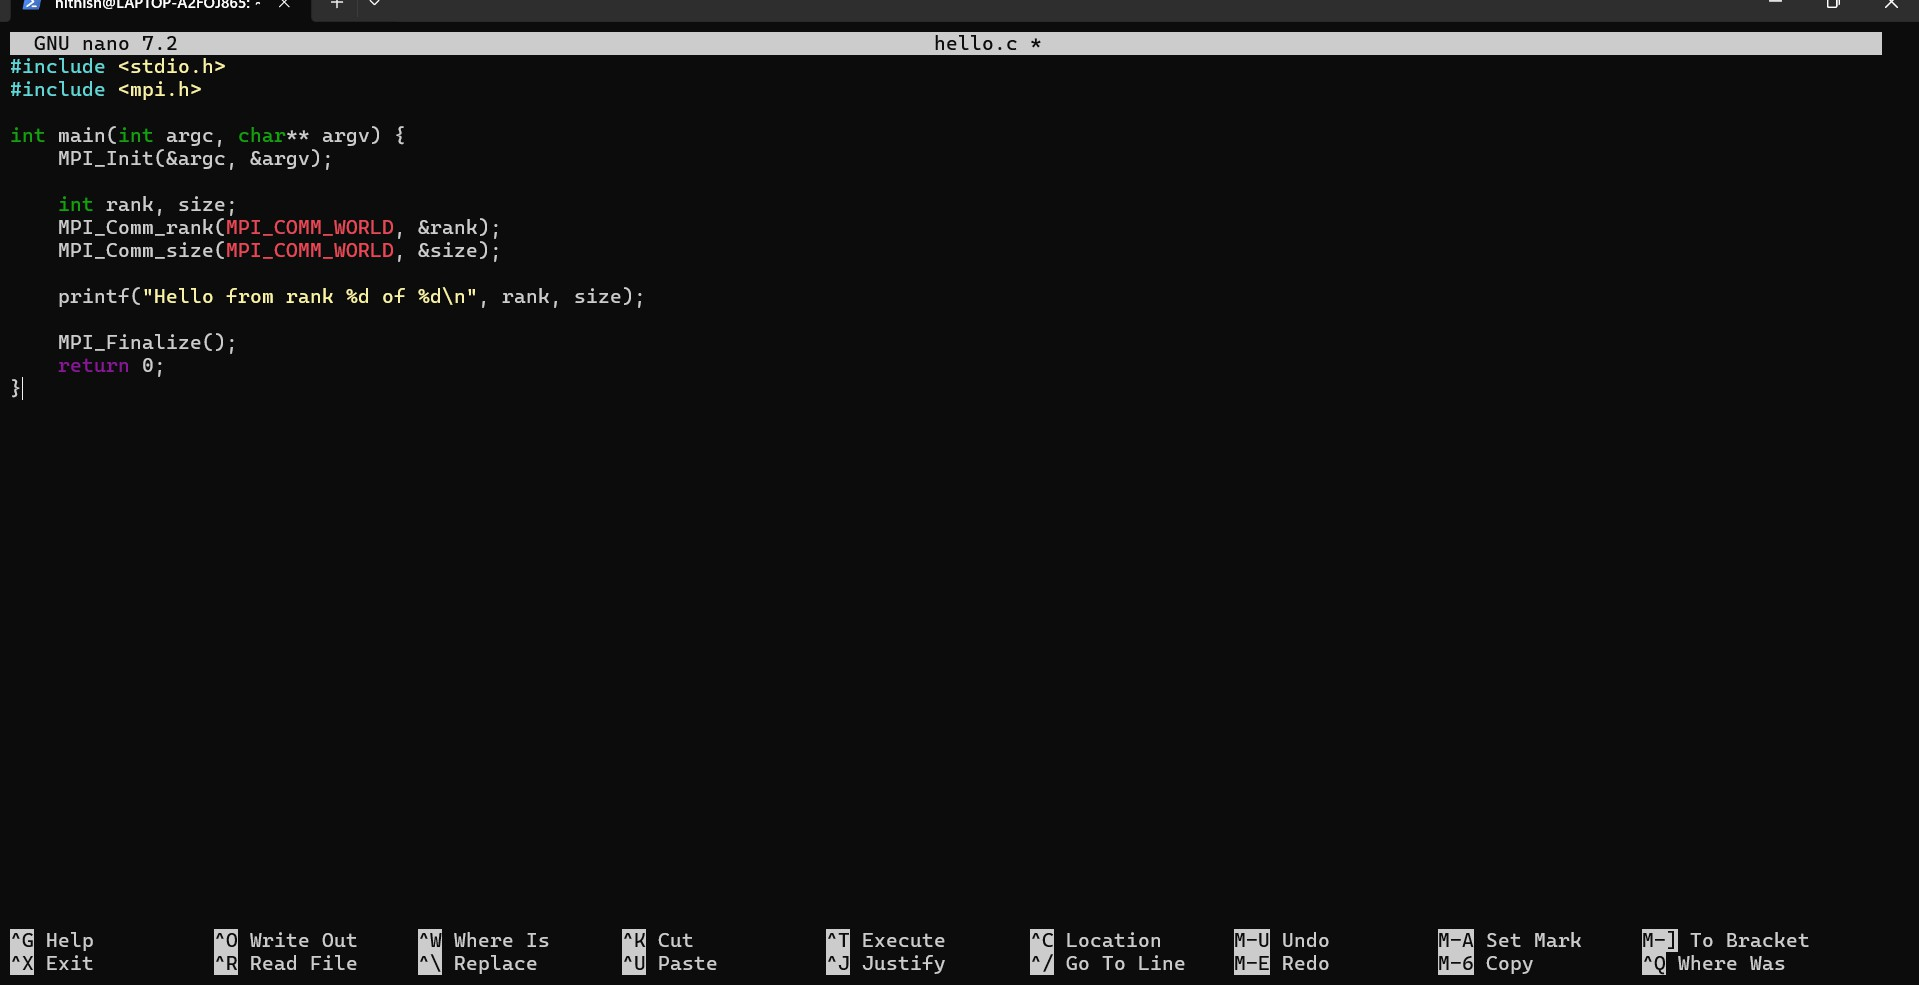 hithish@LAPTOP-A2FOJ865: ~
GNU nano 7.2 hello.c *
#include <stdio.h>
#include <mpi.h>
int main(int argc, char** argv) {
    MPI_Init(&argc, &argv);
    int rank, size;
    MPI_Comm_rank(MPI_COMM_WORLD, &rank);
    MPI_Comm_size(MPI_COMM_WORLD, &size);
    printf("Hello from rank %d of %d\n", rank, size);
    MPI_Finalize();
    return 0;
}
^G Help ^O Write Out ^W Where Is ^K Cut ^T Execute ^C Location M-U Undo M-A Set Mark M-] To Bracket
^X Exit ^R Read File ^\ Replace ^U Paste ^J Justify ^/ Go To Line M-E Redo M-6 Copy ^Q Where Was